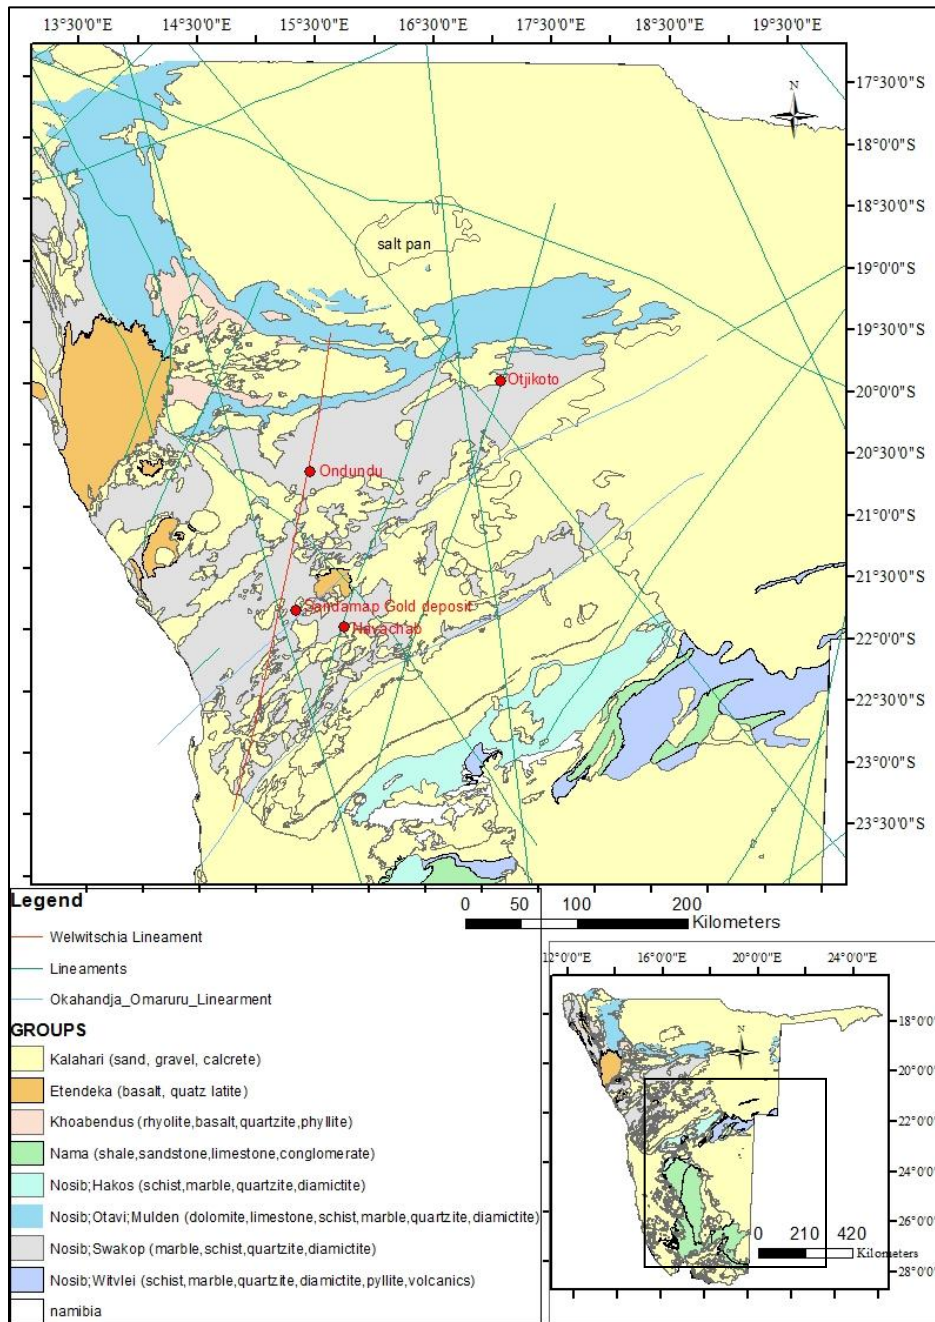 13°30'0"E 14°30'0"E 15°30'0"E 16°30'0"E 17°30'0"E 18°30'0"E 19°30'0"E
N
17°30'0"S
18°0'0"S
18°30'0"S
salt pan
19°0'0"S
19°30'0"S
Otjikoto
20°0'0"S
Ondundu
20°30'0"S
21°0'0"S
21°30'0"S
Sandamap Gold deposit
Navachab
22°0'0"S
22°30'0"S
23°0'0"S
23°30'0"S
Legend
Welwitschia Lineament
Lineaments
Okahandja_Omaruru_Linearment
GROUPS
Kalahari (sand, gravel, calcrete)
Etendeka (basalt, quatz latite)
Khoabendus (rhyolite,basalt,quartzite,phyllite)
Nama (shale,sandstone,limestone,conglomerate)
Nosib;Hakos (schist,marble,quartzite,diamictite)
Nosib;Otavi;Mulden (dolomite,limestone,schist,marble,quartzite,diamictite)
Nosib;Swakop (marble,schist,quartzite,diamictite)
Nosib;Witvlei (schist,marble,quartzite,diamictite,pyllite,volcanics)
namibia
0 50 100 200
Kilometers
12°0'0"E 16°0'0"E 20°0'0"E 24°0'0"E
N
18°0'0"S
20°0'0"S
22°0'0"S
24°0'0"S
26°0'0"S
28°0'0"S
0 210 420
Kilometers